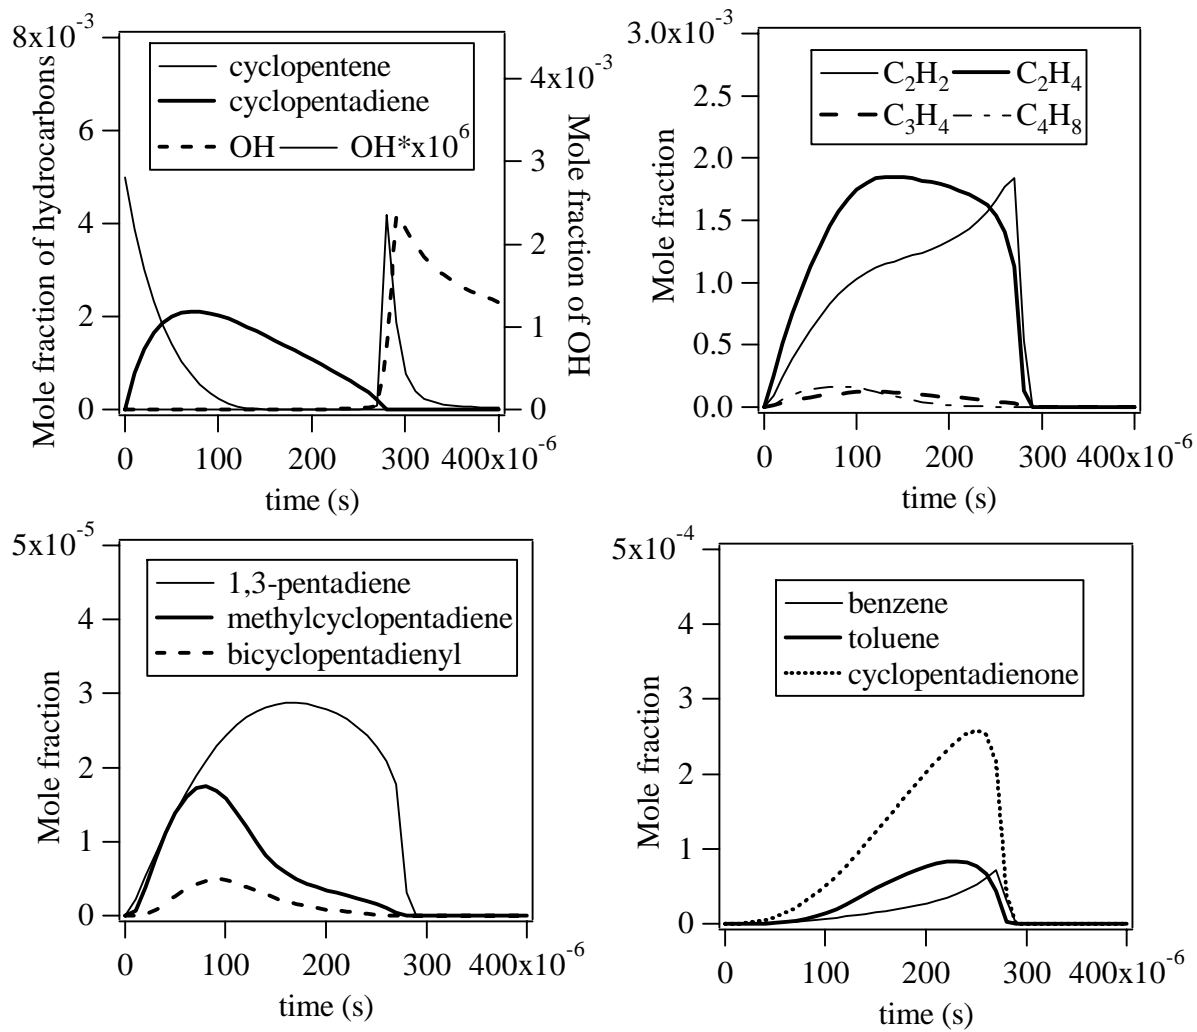 8x10⁻³
6
4
2
0
Mole fraction of hydrocarbons
cyclopentene
cyclopentadiene
OH OH*x10⁶
4x10⁻³
3
2
1
0
Mole fraction of OH
0 100 200 300 400x10⁻⁶
time (s)
3.0x10⁻³
2.5
2.0
1.5
1.0
0.5
0.0
Mole fraction
C₂H₂ C₂H₄
C₃H₄ C₄H₈
0 100 200 300 400x10⁻⁶
time (s)
5x10⁻⁵
4
3
2
1
0
Mole fraction
1,3-pentadiene
methylcyclopentadiene
bicyclopentadienyl
0 100 200 300 400x10⁻⁶
time (s)
5x10⁻⁴
4
3
2
1
0
Mole fraction
benzene
toluene
cyclopentadienone
0 100 200 300 400x10⁻⁶
time (s)